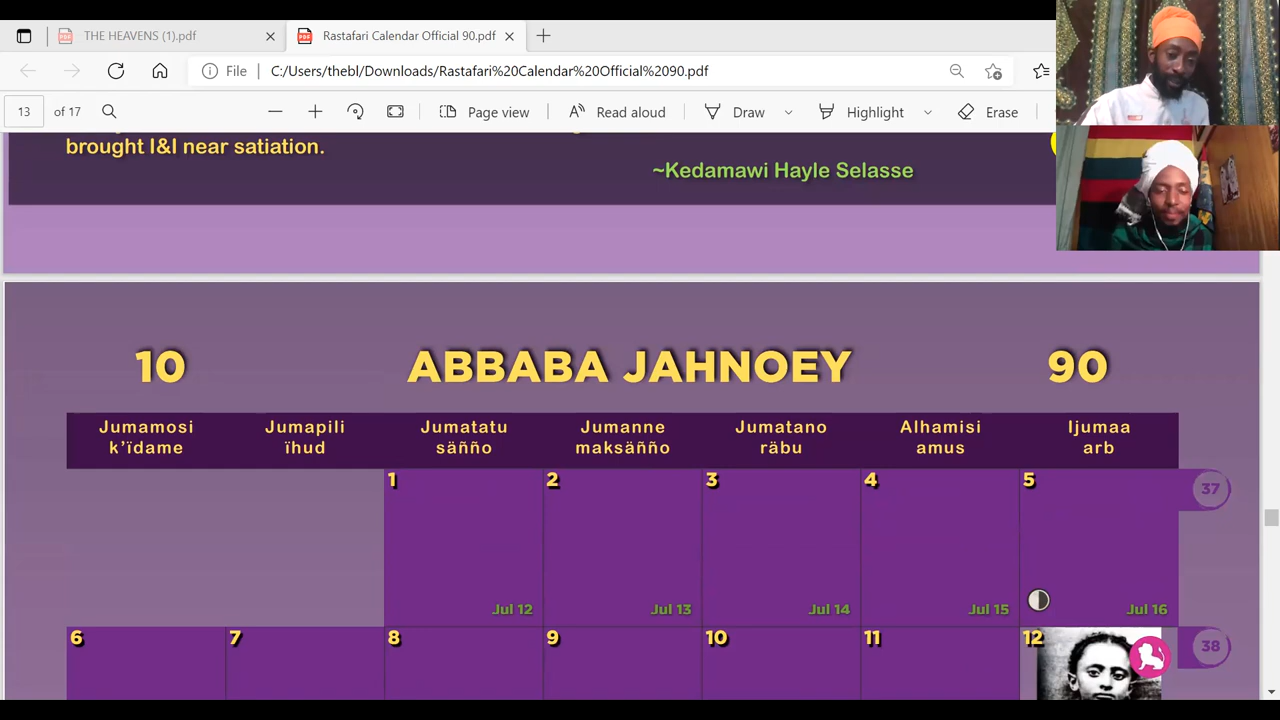 THE HEAVENS (1).pdf
Rastafari Calendar Official 90.pdf
File
C:/Users/thebl/Downloads/Rastafari%20Calendar%20Official%2090.pdf
13 of 17
Page view
Read aloud
Draw
Highlight
Erase
brought I&I near satiation.
~Kedamawi Hayle Selasse
10 ABBABA JAHNOEY 90
Jumamosi Jumapili Jumatatu Jumanne Jumatano Alhamisi Ijumaa
k’ïdame ïhud säñño maksäñño räbu amus arb
1 2 3 4 5 37
Jul 12 Jul 13 Jul 14 Jul 15 Jul 16
6 7 8 9 10 11 12 38